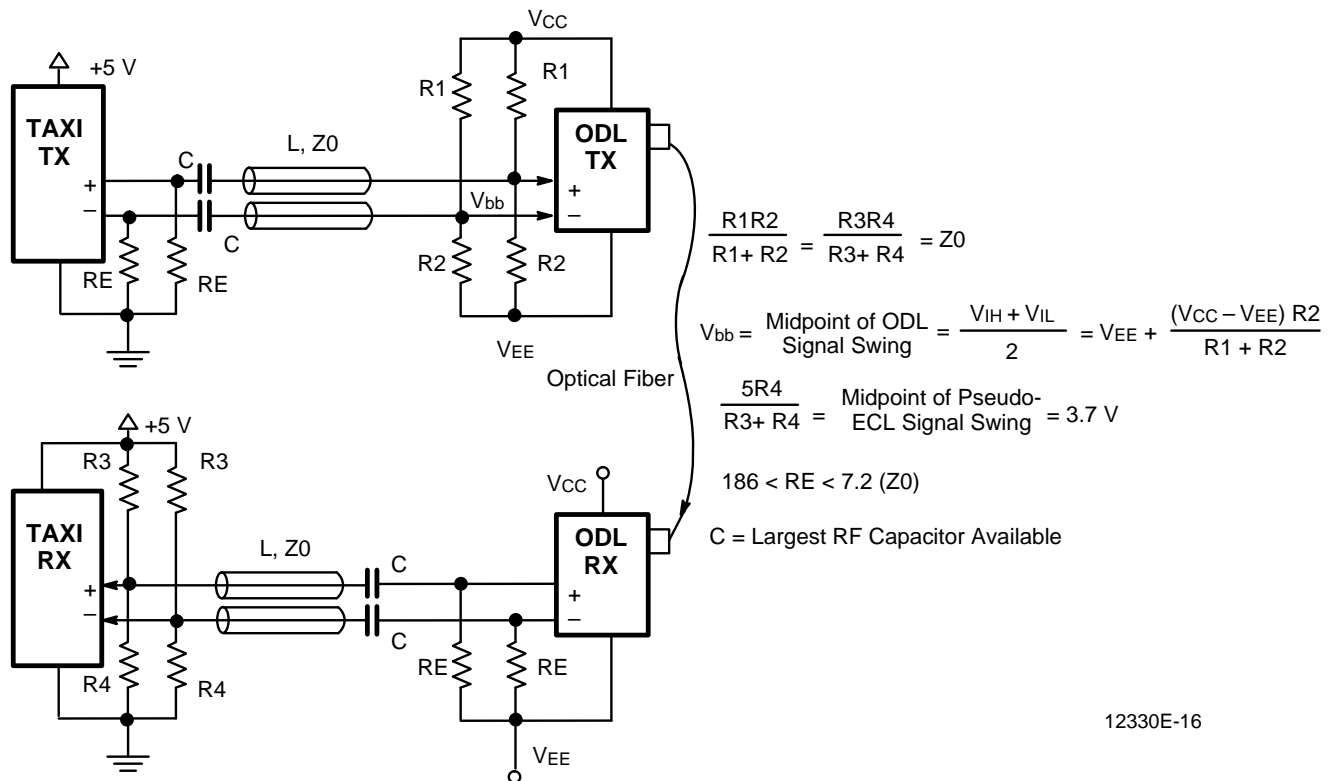 VCC
+5 V
R1
R1
TAXI
TX
ODL
TX
C
L, Z0
+
–
+
–
Vbb
C
RE
RE
R2
R2
VEE
R1R2 / R1+ R2 = R3R4 / R3+ R4 = Z0
Vbb = Midpoint of ODL Signal Swing = VIH + VIL / 2 = VEE + (VCC – VEE) R2 / R1 + R2
Optical Fiber
5R4 / R3+ R4 = Midpoint of Pseudo-ECL Signal Swing = 3.7 V
+5 V
R3
R3
VCC
186 < RE < 7.2 (Z0)
TAXI
RX
ODL
RX
C = Largest RF Capacitor Available
L, Z0
C
+
–
+
–
C
RE
RE
R4
R4
VEE
12330E-16